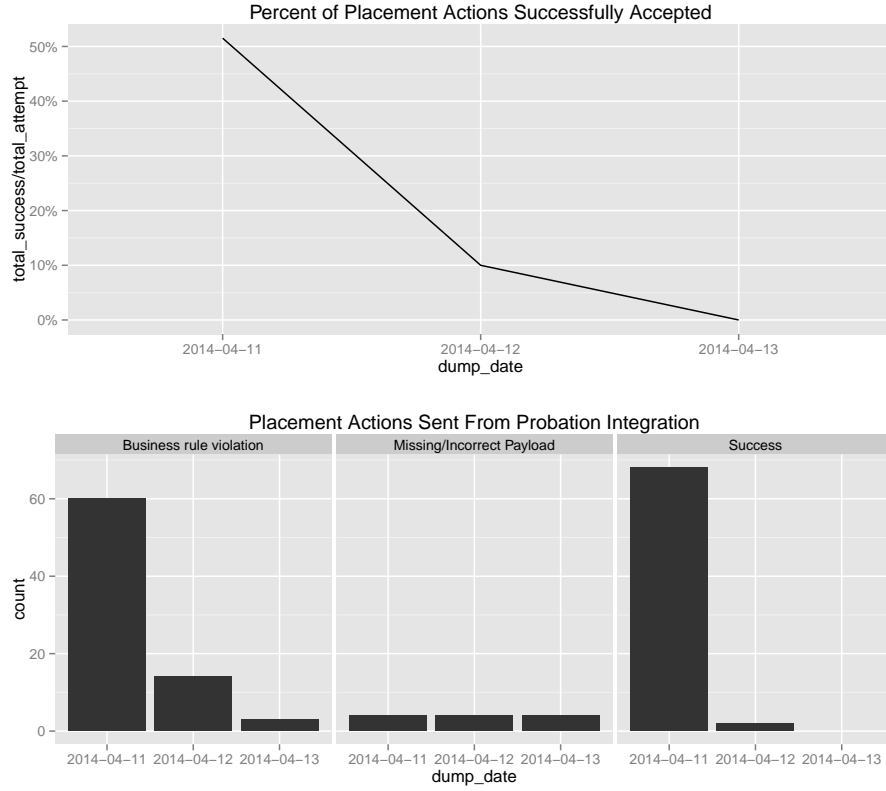 Percent of Placement Actions Successfully Accepted
total_success/total_attempt
50%
40%
30%
20%
10%
0%
2014−04−11 2014−04−12 2014−04−13
dump_date
Placement Actions Sent From Probation Integration
Business rule violation Missing/Incorrect Payload Success
count
60
40
20
0
2014−04−11 2014−04−12 2014−04−13 2014−04−11 2014−04−12 2014−04−13 2014−04−11 2014−04−12 2014−04−13
dump_date